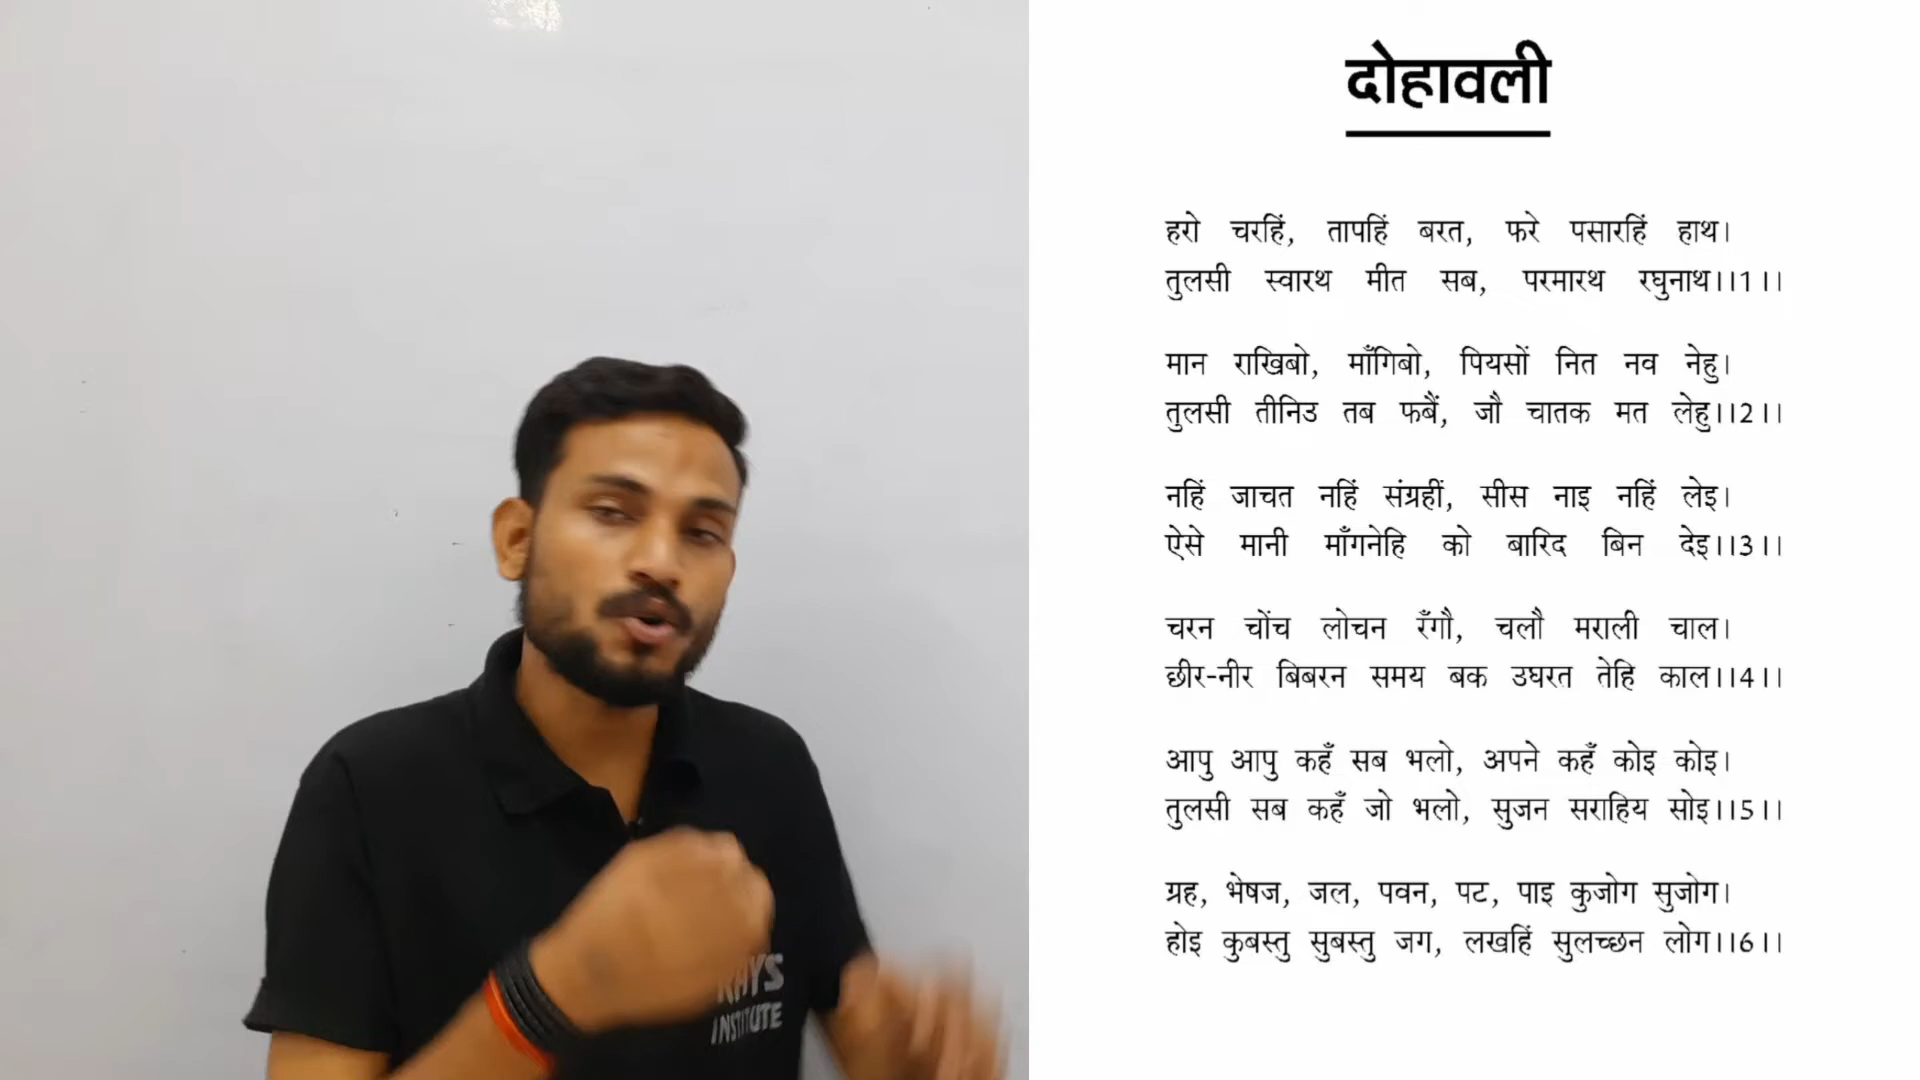 दोहावली
हरो चरहिं, तापहिं बरत, फरे पसारहिं हाथ।
तुलसी स्वारथ मीत सब, परमारथ रघुनाथ।।1।।
मान राखिबो, माँगिबो, पियसों नित नव नेहु।
तुलसी तीनिउ तब फबैं, जौ चातक मत लेहु।।2।।
नहिं जाचत नहिं संग्रहीं, सीस नाइ नहिं लेइ।
ऐसे मानी माँगनेहि को बारिद बिन देइ।।3।।
चरन चोंच लोचन रँगौ, चलौ मराली चाल।
छीर-नीर बिबरन समय बक उघरत तेहि काल।।4।।
आपु आपु कहँ सब भलो, अपने कहँ कोइ कोइ।
तुलसी सब कहँ जो भलो, सुजन सराहिय सोइ।।5।।
ग्रह, भेषज, जल, पवन, पट, पाइ कुजोग सुजोग।
होइ कुबस्तु सुबस्तु जग, लखहिं सुलच्छन लोग।।6।।
RAYS
INSTITUTE